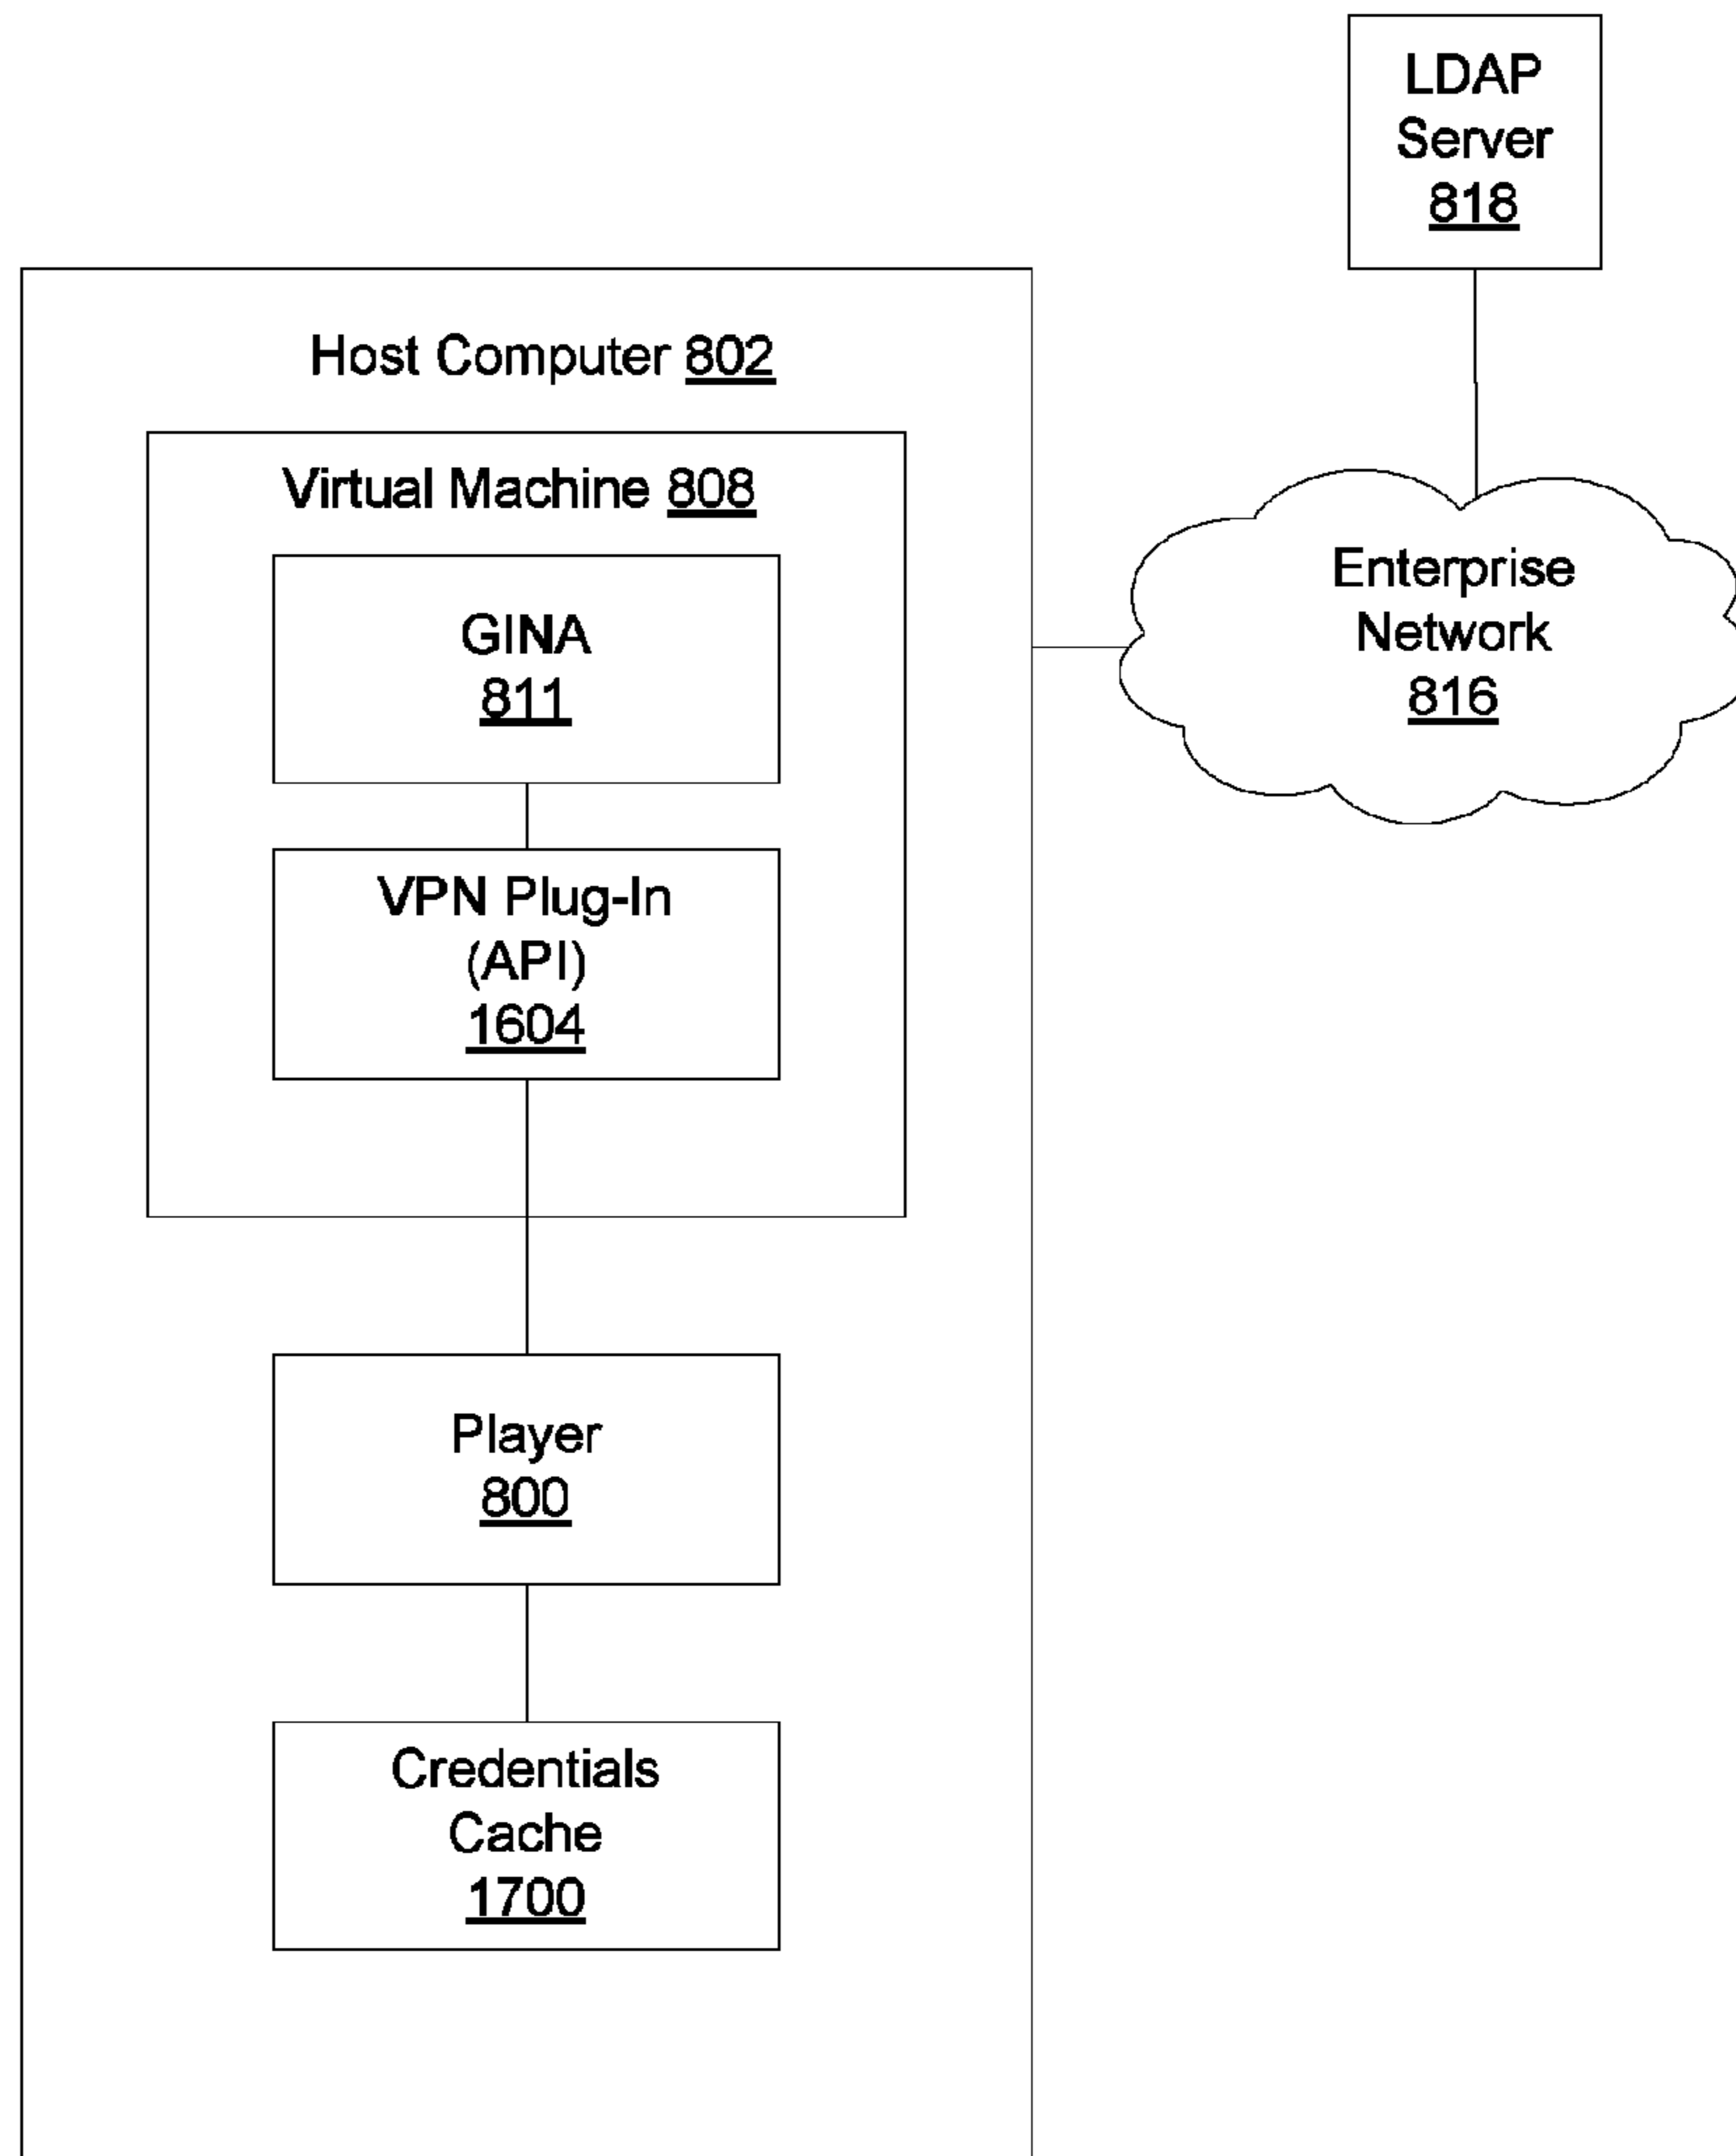 LDAP
Server
818
Host Computer 802
Virtual Machine 808
GINA
811
VPN Plug-In
(API)
1604
Enterprise
Network
816
Player
800
Credentials
Cache
1700